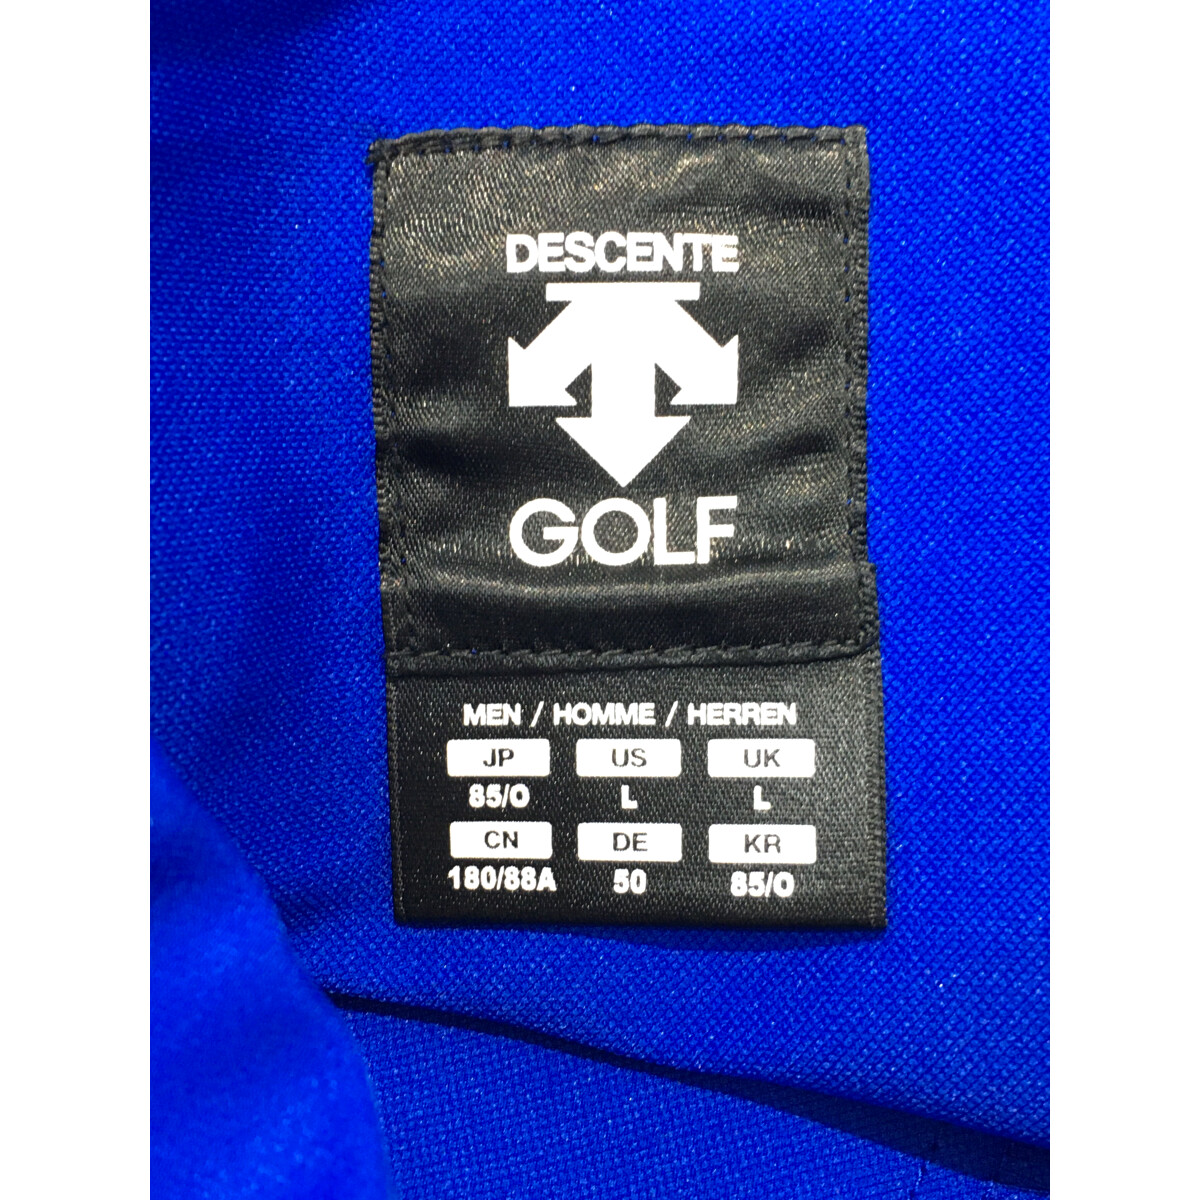 DESCENTE
GOLF
MEN / HOMME / HERREN
JP US UK
85/O L L
CN DE KR
180/88A 50 85/O